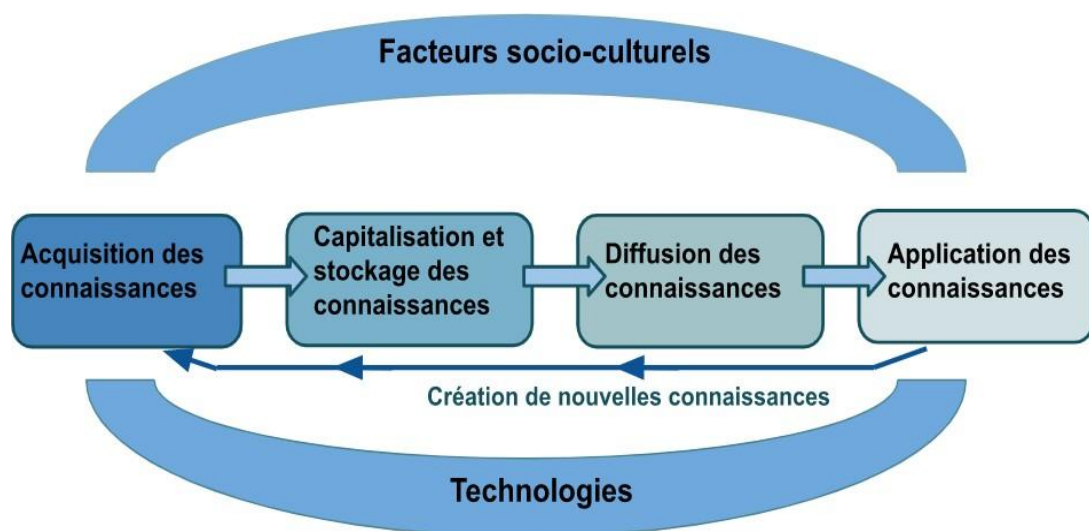 Facteurs socio-culturels
Acquisition des
connaissances
Capitalisation et
stockage des
connaissances
Diffusion des
connaissances
Application des
connaissances
Création de nouvelles connaissances
Technologies